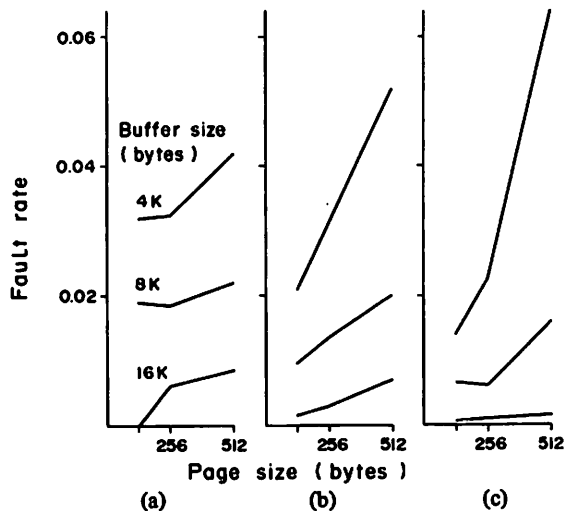 0.06
Buffer size
(bytes)
0.04
4K
Fault rate
8K
0.02
16K
256 512 256 512 256 512
Page size (bytes)
(a) (b) (c)